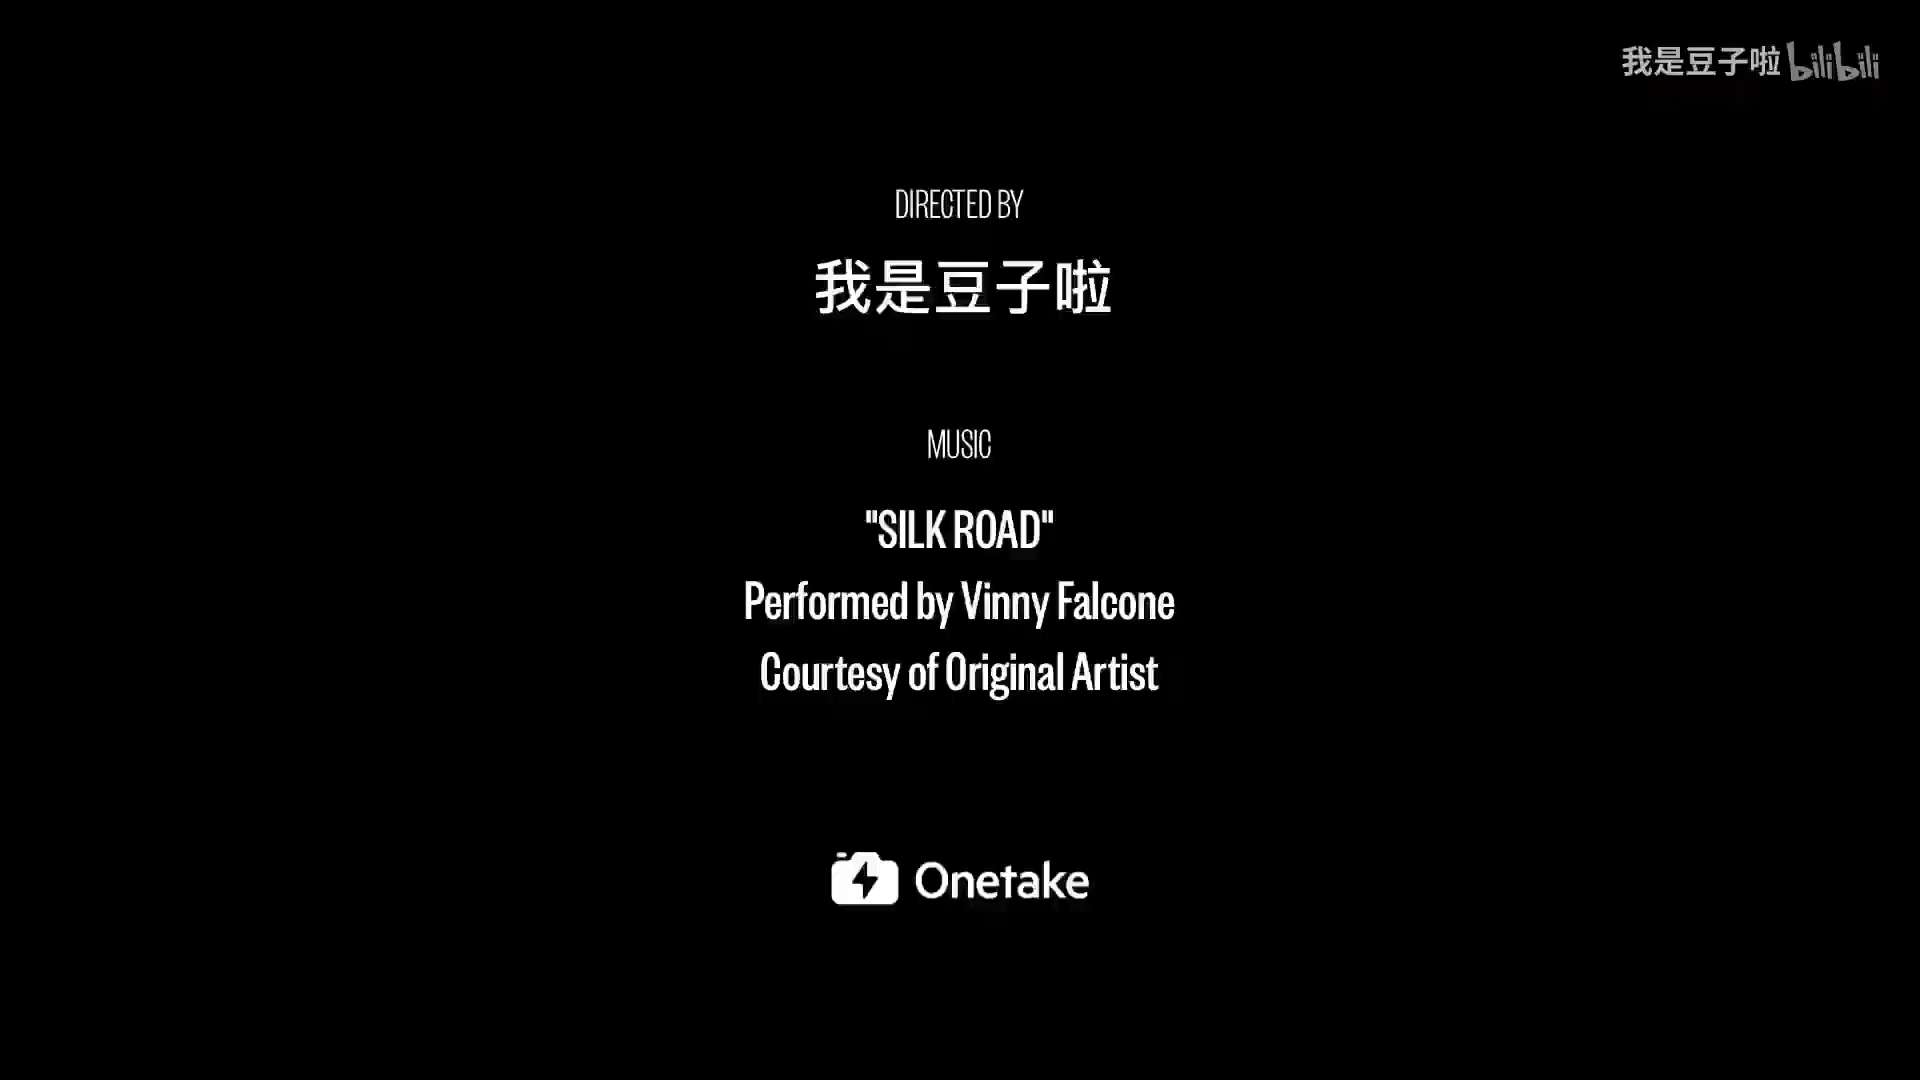 我是豆子啦 bilibili
DIRECTED BY
我是豆子啦
MUSIC
"SILK ROAD"
Performed by Vinny Falcone
Courtesy of Original Artist
Onetake